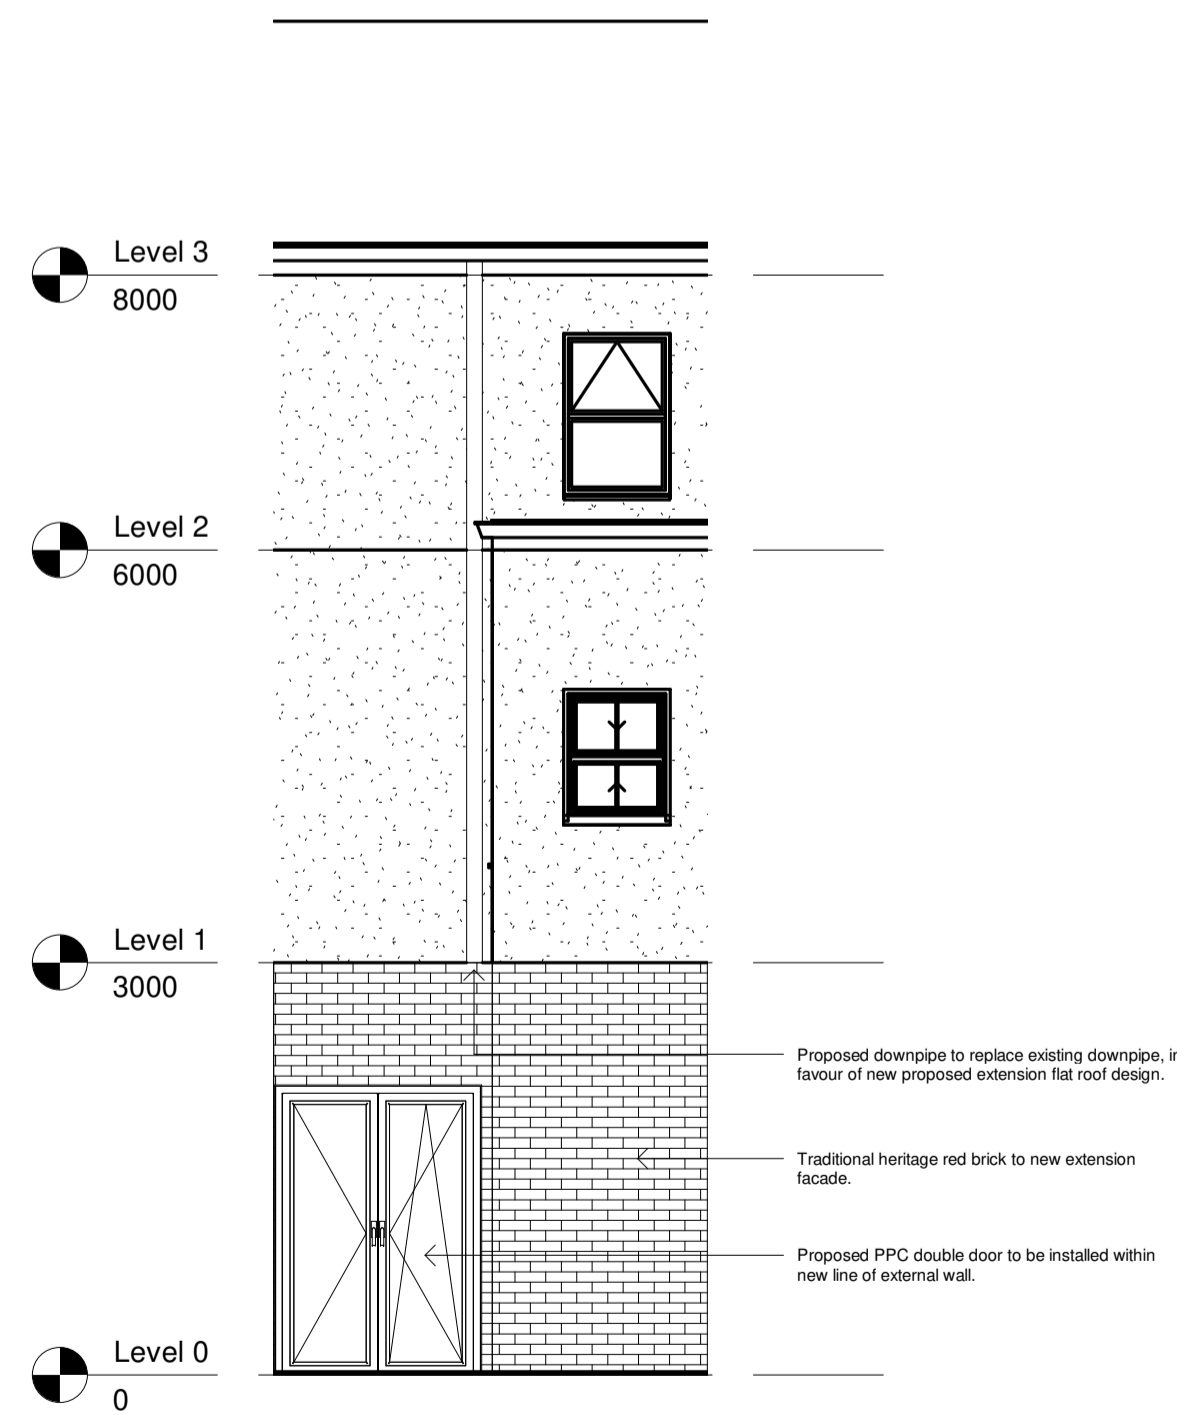 Level 3
8000
Level 2
6000
Level 1
3000
Proposed downpipe to replace existing downpipe,
favour of new proposed extension flat roof design.
Traditional heritage red brick to new extension
facade.
Proposed PPC double door to be installed within
new line of external wall.
Level 0
0